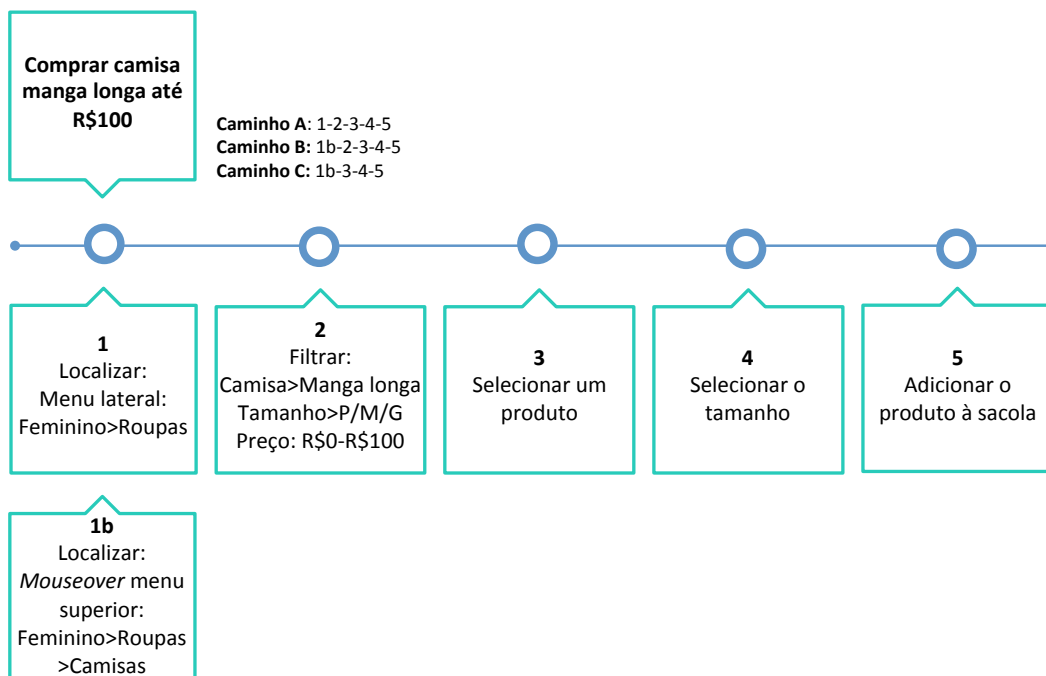 Comprar camisa
manga longa até
R$100
Caminho A: 1-2-3-4-5
Caminho B: 1b-2-3-4-5
Caminho C: 1b-3-4-5
1
Localizar:
Menu lateral:
Feminino>Roupas
2
Filtrar:
Camisa>Manga longa
Tamanho>P/M/G
Preço: R$0-R$100
3
Selecionar um
produto
4
Selecionar o
tamanho
5
Adicionar o
produto à sacola
1b
Localizar:
Mouseover menu
superior:
Feminino>Roupas
>Camisas